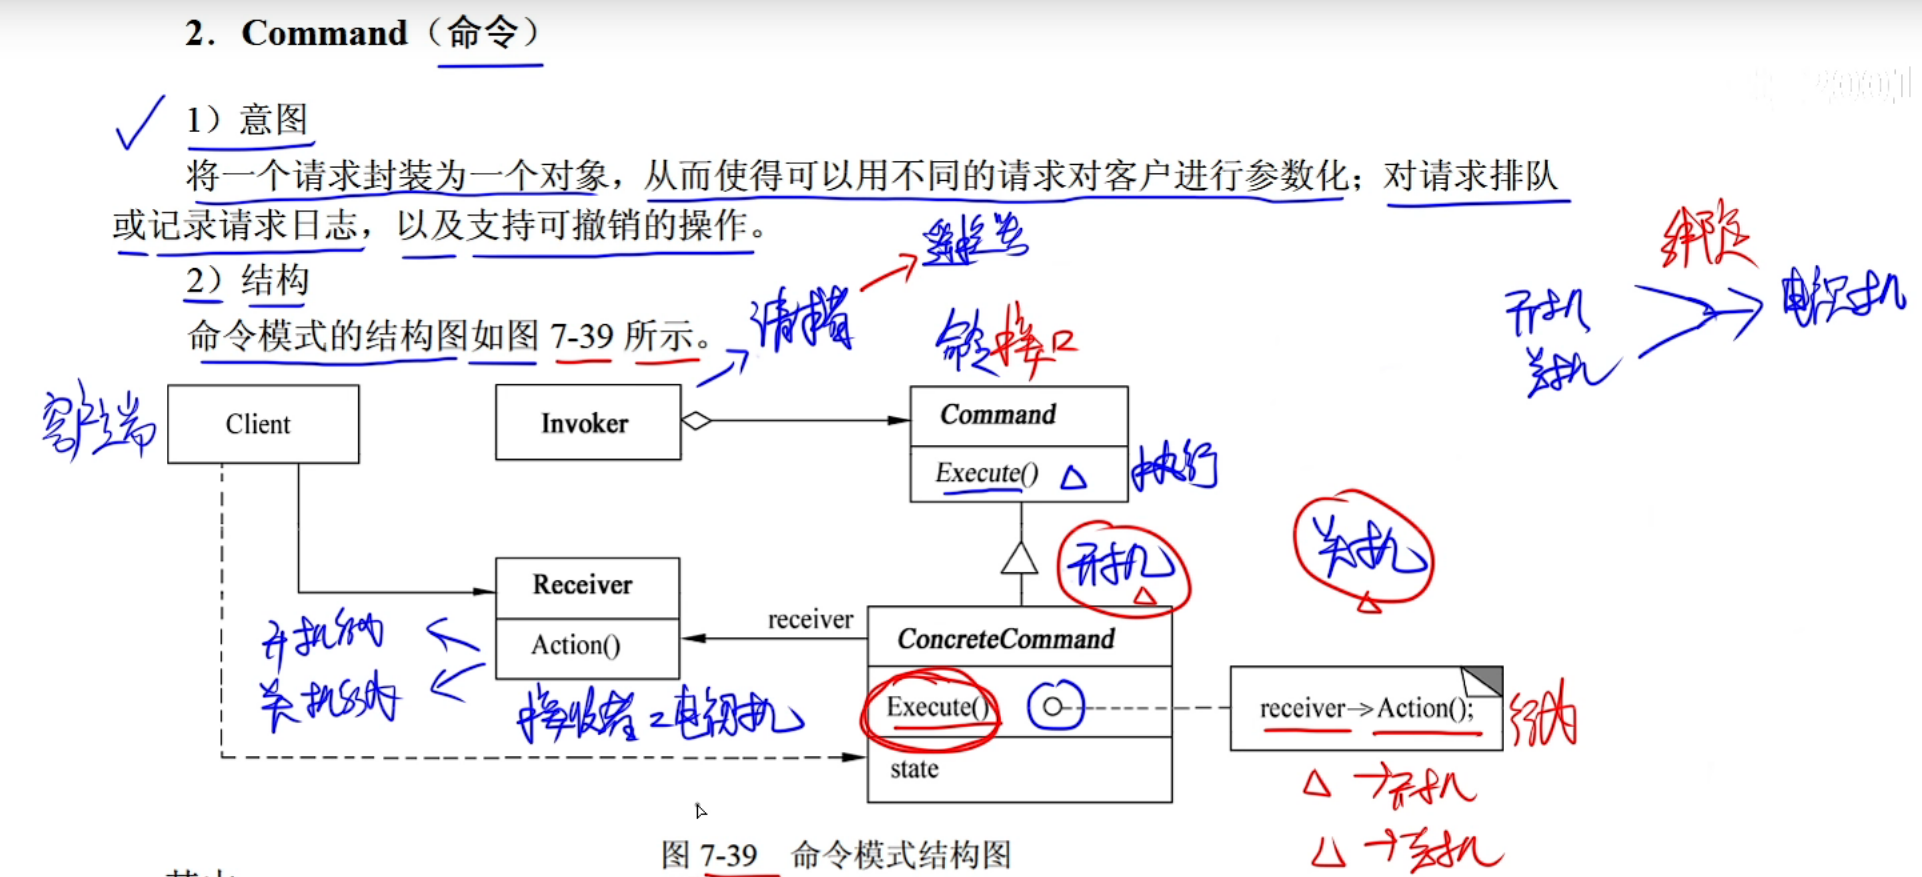 2．Command（命令）
1）意图
将一个请求封装为一个对象，从而使得可以用不同的请求对客户进行参数化；对请求排队
或记录请求日志，以及支持可撤销的操作。
2）结构
命令模式的结构图如图 7-39 所示。
请求者
命令接口
绑定
开机
关机
电视机
客户端
Client
Invoker
Command
Execute()
执行
开机
关机
Receiver
Action()
receiver
ConcreteCommand
Execute()
state
receiver→Action();
行为
开机行为
关机行为
接收者=电视机
→开机
→关机
图 7-39 命令模式结构图